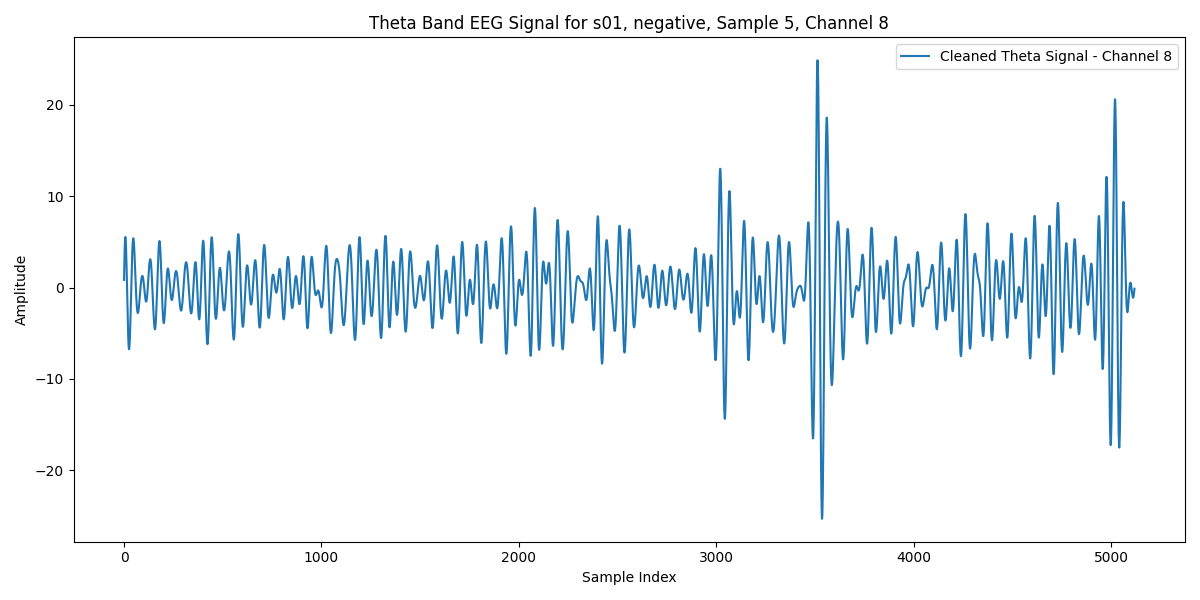 Theta Band EEG Signal for s01, negative, Sample 5, Channel 8
Cleaned Theta Signal - Channel 8
Amplitude
20
10
0
−10
−20
0 1000 2000 3000 4000 5000
Sample Index